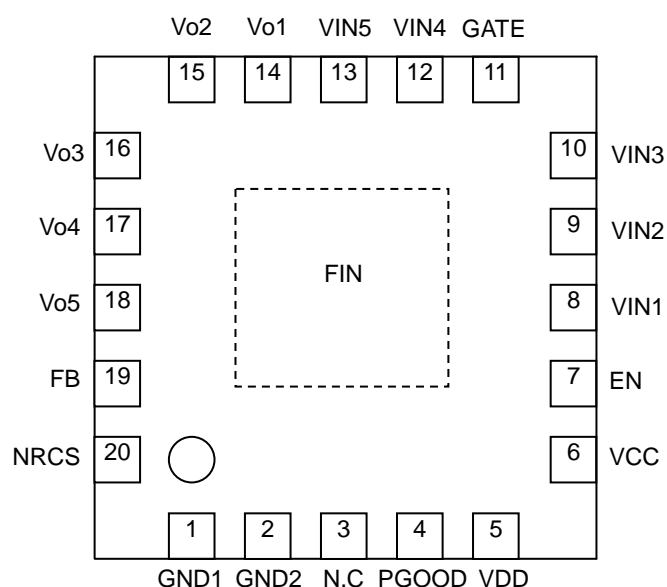 Vo2 Vo1 VIN5 VIN4 GATE
15 14 13 12 11
Vo3 16 10 VIN3
Vo4 17 9 VIN2
FIN
Vo5 18 8 VIN1
FB 19 7 EN
NRCS 20 6 VCC
1 2 3 4 5
GND1 GND2 N.C PGOOD VDD